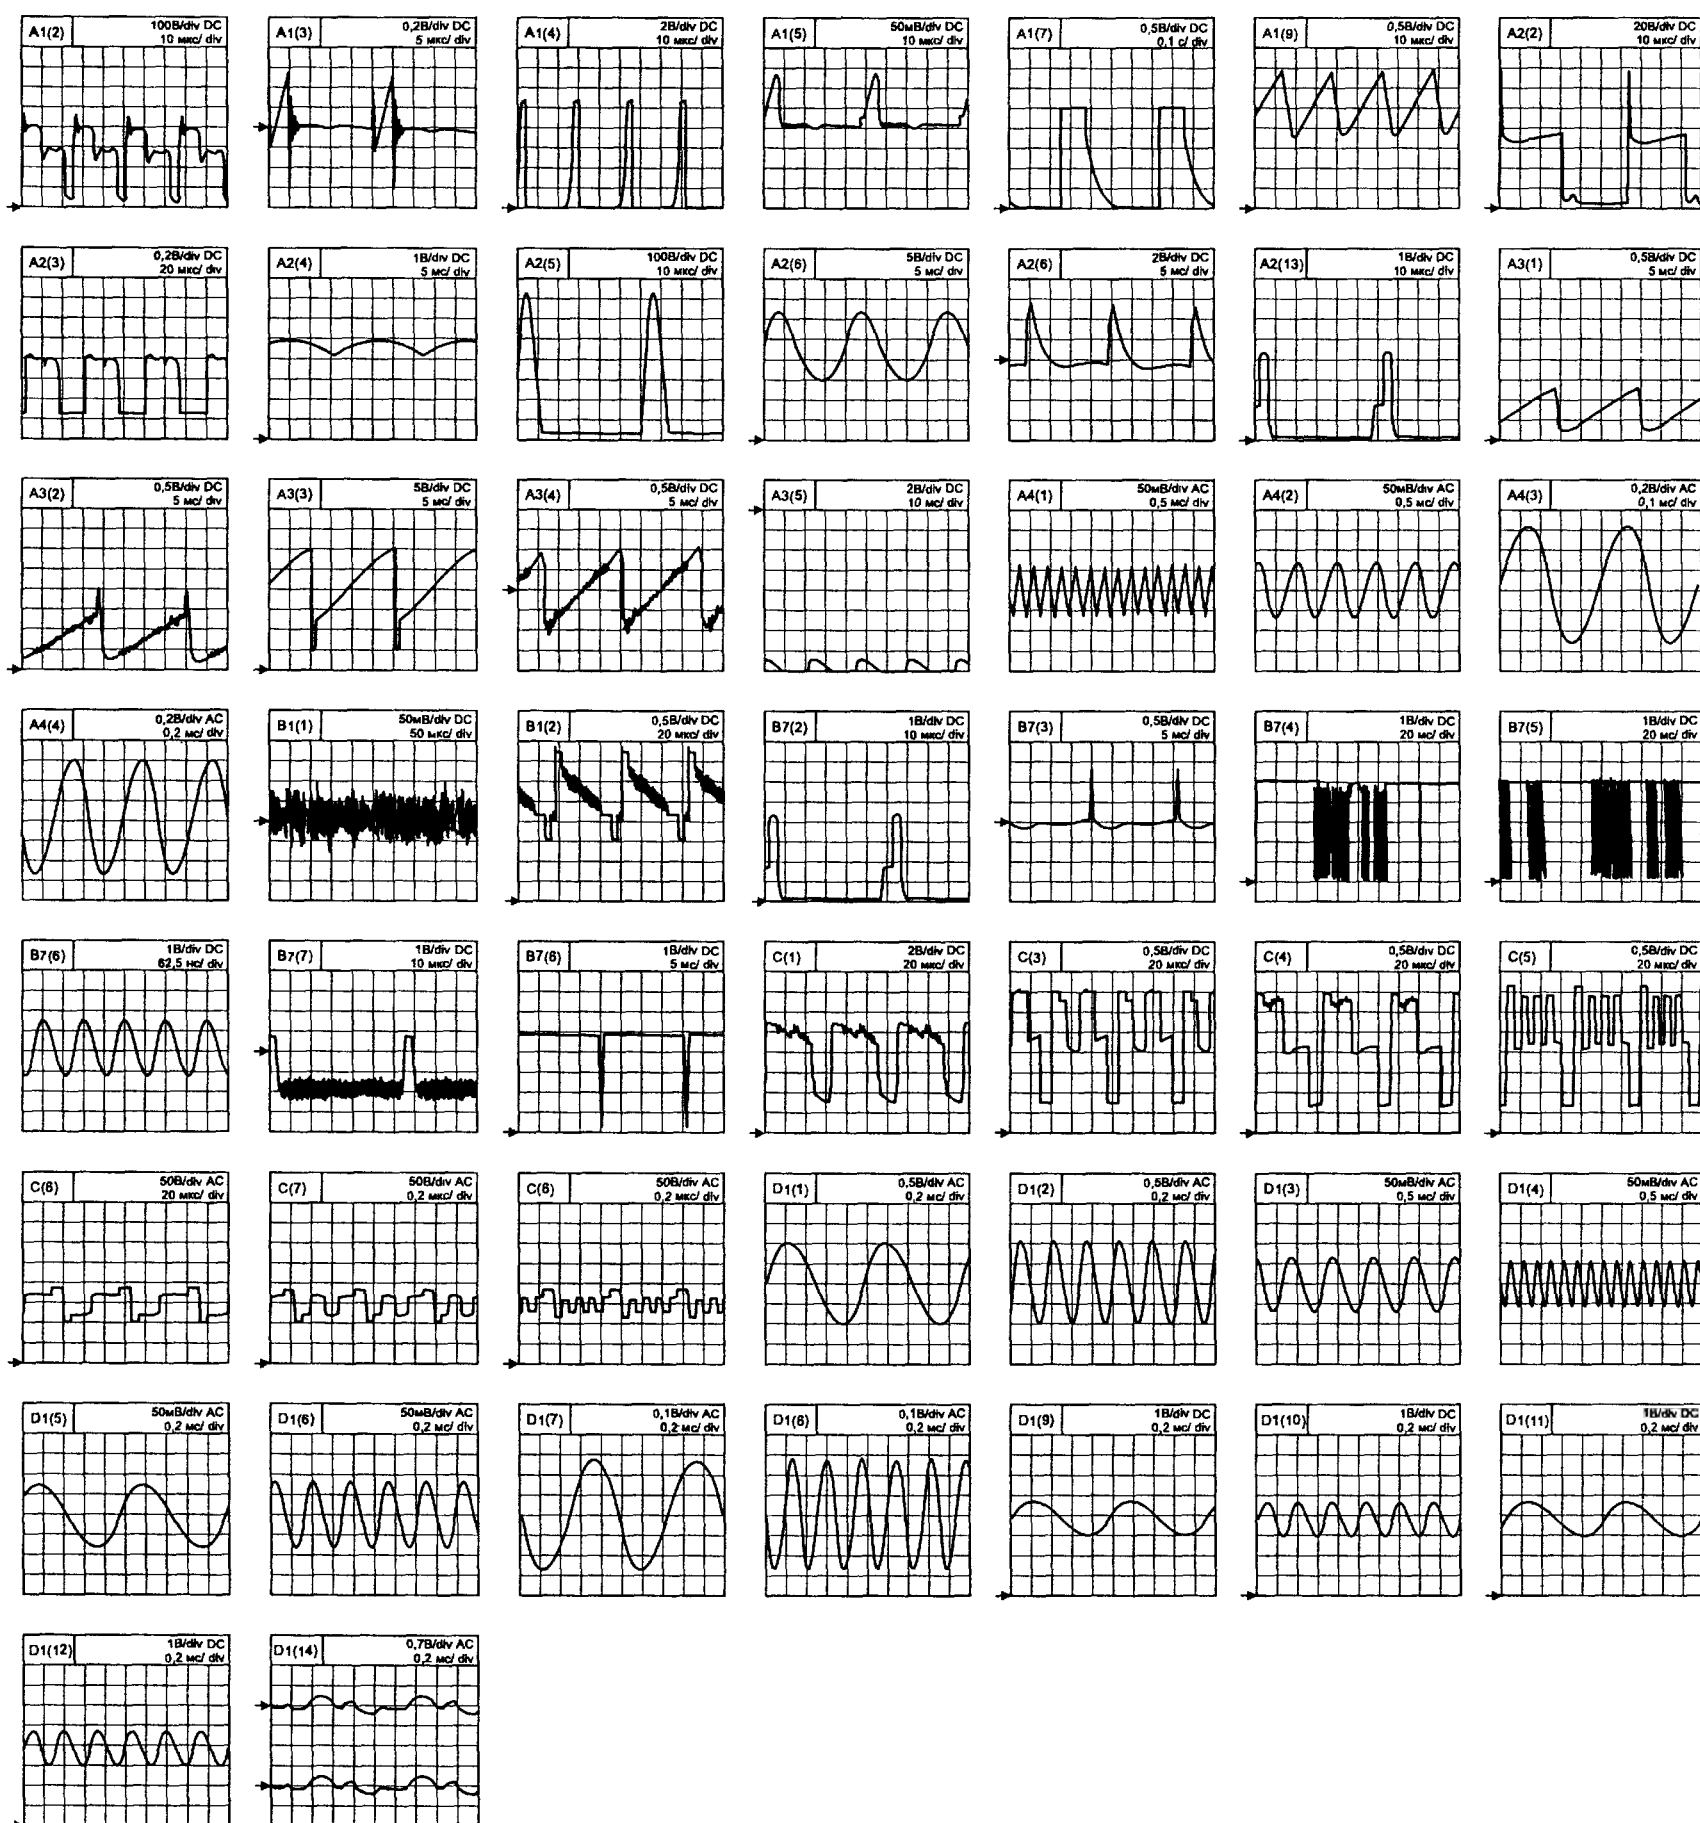 A1(2)
100В/div DC
10 мкс/ div
A1(3)
0,2В/div DC
5 мкс/ div
A1(4)
2В/div DC
10 мкс/ div
A1(5)
50мВ/div DC
10 мкс/ div
A1(7)
0,5В/div DC
0,1 с/ div
A1(9)
0,5В/div DC
10 мкс/ div
A2(2)
20В/div DC
10 мкс/ div
A2(3)
0,2В/div DC
20 мкс/ div
A2(4)
1В/div DC
5 мс/ div
A2(5)
100В/div DC
10 мкс/ div
A2(6)
5В/div DC
5 мс/ div
A2(6)
2В/div DC
5 мс/ div
A2(13)
1В/div DC
10 мкс/ div
A3(1)
0,5В/div DC
5 мс/ div
A3(2)
0,5В/div DC
5 мс/ div
A3(3)
5В/div DC
5 мс/ div
A3(4)
0,5В/div DC
5 мс/ div
A3(5)
2В/div DC
10 мс/ div
A4(1)
50мВ/div AC
0,5 мс/ div
A4(2)
50мВ/div AC
0,5 мс/ div
A4(3)
0,2В/div AC
0,1 мс/ div
A4(4)
0,2В/div AC
0,2 мс/ div
B1(1)
50мВ/div DC
50 мкс/ div
B1(2)
0,5В/div DC
20 мкс/ div
B7(2)
1В/div DC
10 мкс/ div
B7(3)
0,5В/div DC
5 мс/ div
B7(4)
1В/div DC
20 мс/ div
B7(5)
1В/div DC
20 мс/ div
B7(6)
1В/div DC
62,5 нс/ div
B7(7)
1В/div DC
10 мкс/ div
B7(8)
1В/div DC
5 мс/ div
C(1)
2В/div DC
20 мкс/ div
C(3)
0,5В/div DC
20 мкс/ div
C(4)
0,5В/div DC
20 мкс/ div
C(5)
0,5В/div DC
20 мкс/ div
C(6)
50В/div AC
20 мкс/ div
C(7)
50В/div AC
0,2 мкс/ div
C(8)
50В/div AC
0,2 мкс/ div
D1(1)
0,5В/div AC
0,2 мс/ div
D1(2)
0,5В/div AC
0,2 мс/ div
D1(3)
50мВ/div AC
0,5 мс/ div
D1(4)
50мВ/div AC
0,5 мс/ div
D1(5)
50мВ/div AC
0,2 мс/ div
D1(6)
50мВ/div AC
0,2 мс/ div
D1(7)
0,1В/div AC
0,2 мс/ div
D1(8)
0,1В/div AC
0,2 мс/ div
D1(9)
1В/div DC
0,2 мс/ div
D1(10)
1В/div DC
0,2 мс/ div
D1(11)
1В/div DC
0,2 мс/ div
D1(12)
1В/div DC
0,2 мс/ div
D1(14)
0,7В/div AC
0,2 мс/ div